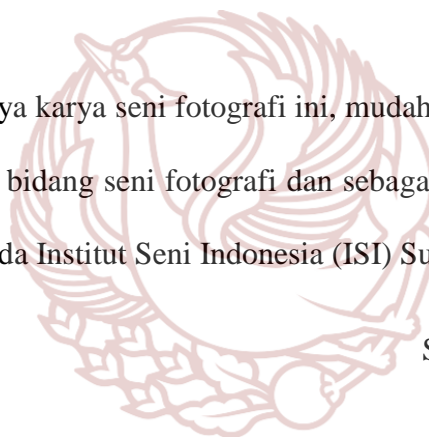 ya karya seni fotografi ini, mudah
bidang seni fotografi dan sebaga
da Institut Seni Indonesia (ISI) Su
S